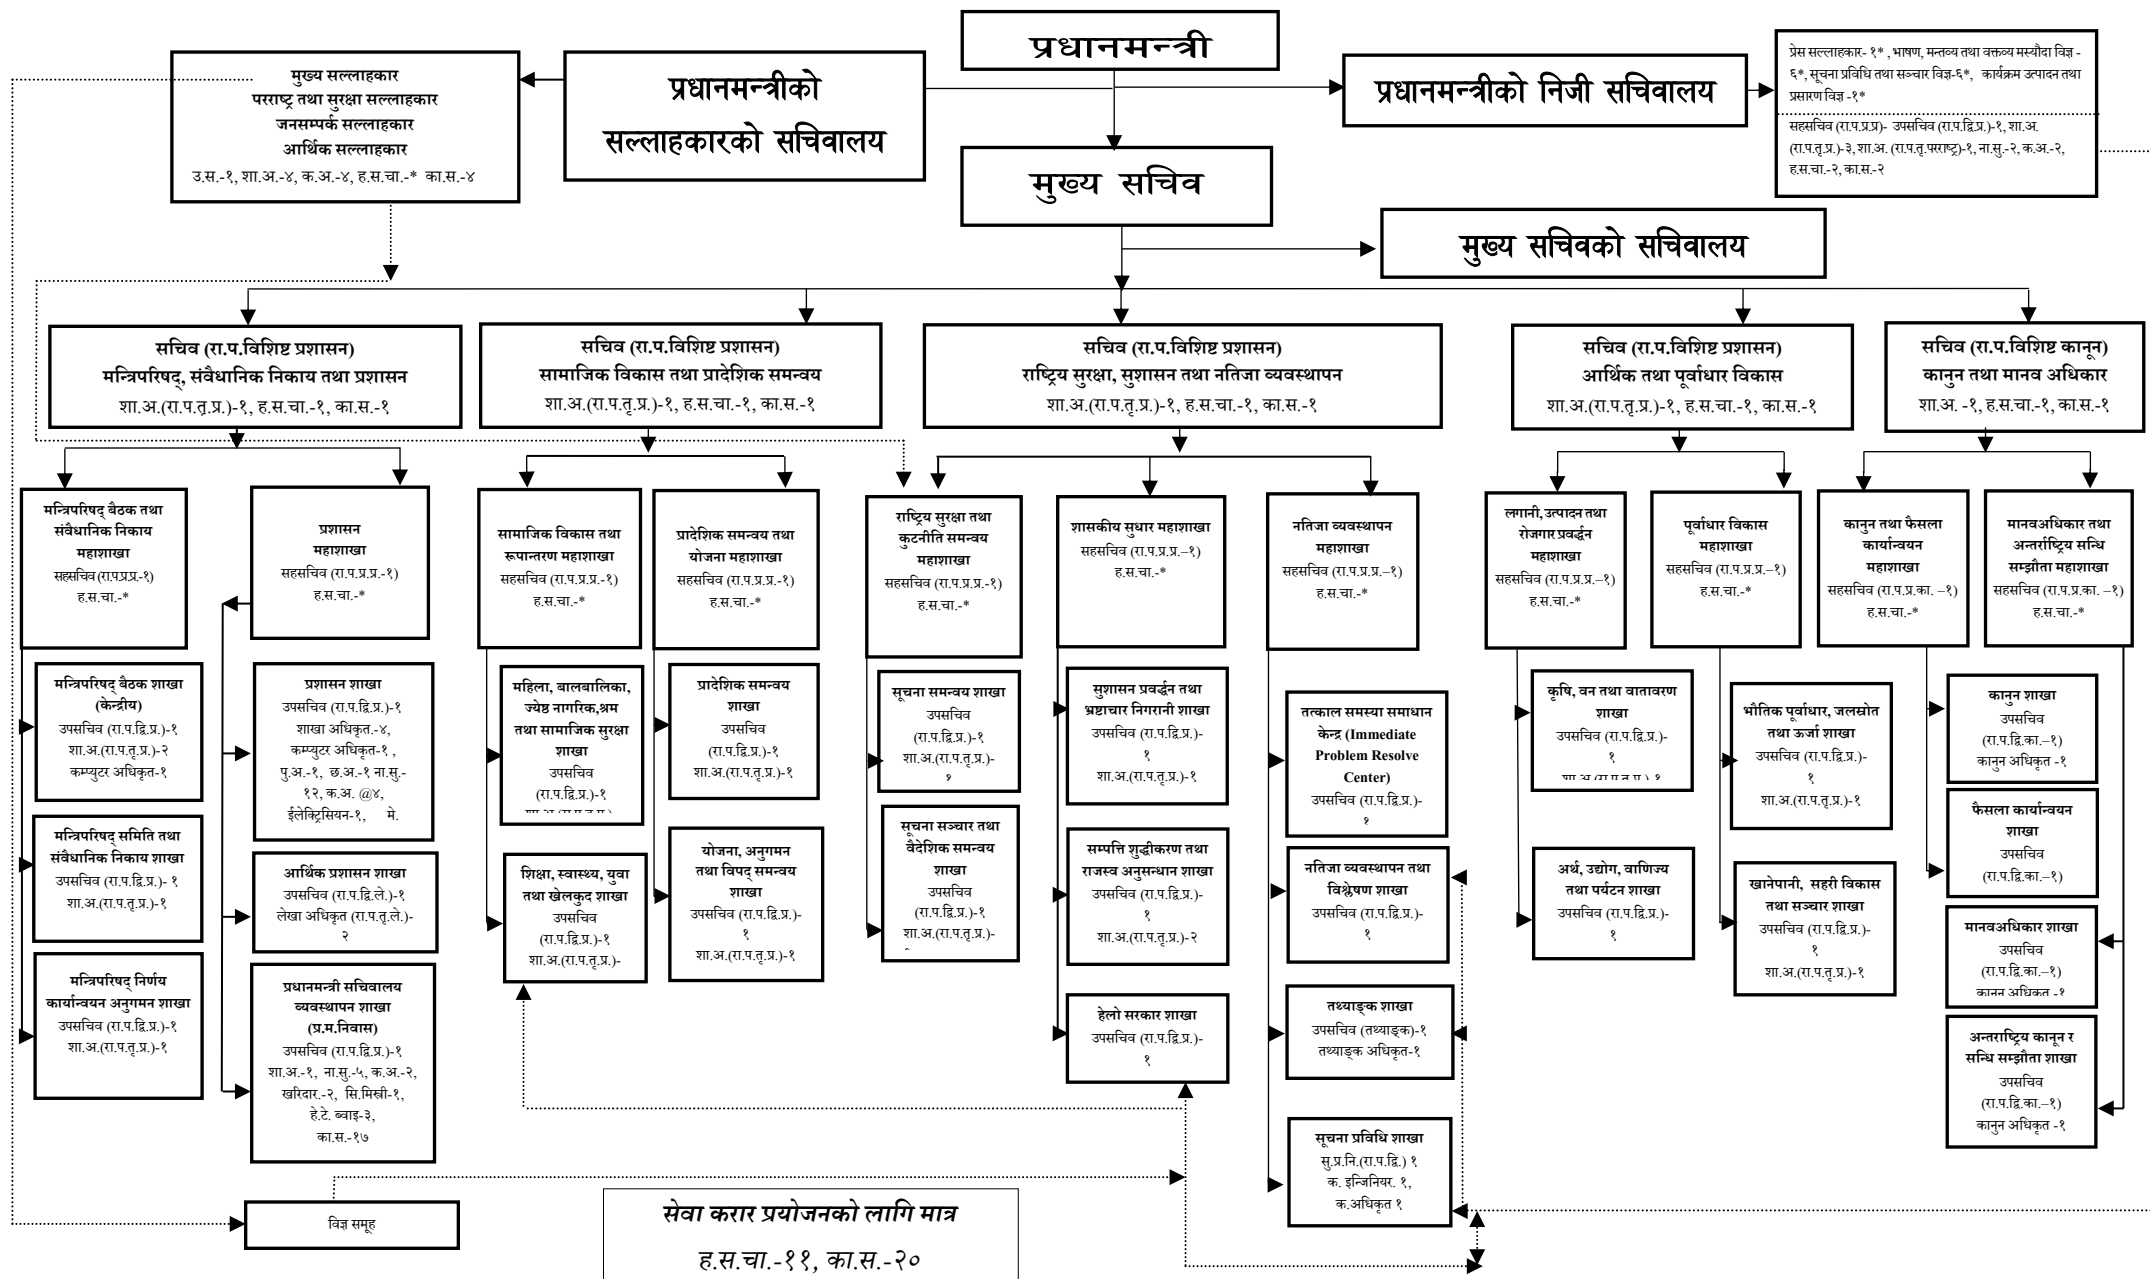 प्रधानमन्त्री
मुख्य सल्लाहकार
परराष्ट्र तथा सुरक्षा सल्लाहकार
जनसम्पर्क सल्लाहकार
आर्थिक सल्लाहकार
उ.स.-१, शा.अ.-४, क.अ.-४, ह.स.चा.-* का.स.-४
प्रधानमन्त्रीको
सल्लाहकारको सचिवालय
प्रधानमन्त्रीको निजी सचिवालय
प्रेस सल्लाहकार- १* , भाषण, मन्तव्य तथा वक्तव्य मस्यौदा विज्ञ -
६*, सूचना प्रविधि तथा सञ्चार विज्ञ-६*, कार्यक्रम उत्पादन तथा
प्रसारण विज्ञ -१*
सहसचिव (रा.प.प्र.प्र)- उपसचिव (रा.प.द्वि.प्र.)-१, शा.अ.
(रा.प.तृ.प्र.)-३, शा.अ. (रा.प.तृ.परराष्ट्र)-१, ना.सु.-२, क.अ.-२,
ह.स.चा.-२, का.स.-२
मुख्य सचिव
मुख्य सचिवको सचिवालय
सचिव (रा.प.विशिष्ट प्रशासन)
मन्त्रिपरिषद्, संवैधानिक निकाय तथा प्रशासन
शा.अ.(रा.प.तृ.प्र.)-१, ह.स.चा.-१, का.स.-१
सचिव (रा.प.विशिष्ट प्रशासन)
सामाजिक विकास तथा प्रादेशिक समन्वय
शा.अ.(रा.प.तृ.प्र.)-१, ह.स.चा.-१, का.स.-१
सचिव (रा.प.विशिष्ट प्रशासन)
राष्ट्रिय सुरक्षा, सुशासन तथा नतिजा व्यवस्थापन
शा.अ.(रा.प.तृ.प्र.)-१, ह.स.चा.-१, का.स.-१
सचिव (रा.प.विशिष्ट प्रशासन)
आर्थिक तथा पूर्वाधार विकास
शा.अ.(रा.प.तृ.प्र.)-१, ह.स.चा.-१, का.स.-१
सचिव (रा.प.विशिष्ट कानून)
कानुन तथा मानव अधिकार
शा.अ. -१, ह.स.चा.-१, का.स.-१
मन्त्रिपरिषद् बैठक तथा
संवैधानिक निकाय
महाशाखा
सहसचिव(रा.प.प्र.प्र.-१)
ह.स.चा.-*
प्रशासन
महाशाखा
सहसचिव (रा.प.प्र.प्र.-१)
ह.स.चा.-*
सामाजिक विकास तथा
रूपान्तरण महाशाखा
सहसचिव (रा.प.प्र.प्र.-१)
ह.स.चा.-*
प्रादेशिक समन्वय तथा
योजना महाशाखा
सहसचिव (रा.प.प्र.प्र.-१)
ह.स.चा.-*
राष्ट्रिय सुरक्षा तथा
कुटनीति समन्वय
महाशाखा
सहसचिव (रा.प.प्र.प्र.-१)
ह.स.चा.-*
शासकीय सुधार महाशाखा
सहसचिव (रा.प.प्र.प्र.–१)
ह.स.चा.-*
नतिजा व्यवस्थापन
महाशाखा
सहसचिव (रा.प.प्र.प्र.–१)
ह.स.चा.-*
लगानी, उत्पादन तथा
रोजगार प्रवर्द्धन
महाशाखा
सहसचिव (रा.प.प्र.प्र.–१)
ह.स.चा.-*
पूर्वाधार विकास
महाशाखा
सहसचिव (रा.प.प्र.प्र.–१)
ह.स.चा.-*
कानुन तथा फैसला
कार्यान्वयन
महाशाखा
सहसचिव (रा.प.प्र.का. –१)
ह.स.चा.-*
मानवअधिकार तथा
अन्तर्राष्ट्रिय सन्धि
सम्झौता महाशाखा
सहसचिव (रा.प.प्र.का. –१)
ह.स.चा.-*
मन्त्रिपरिषद् बैठक शाखा
(केन्द्रीय)
उपसचिव (रा.प.द्वि.प्र.)-१
शा.अ.(रा.प.तृ.प्र.)-२
कम्प्युटर अधिकृत-१
मन्त्रिपरिषद् समिति तथा
संवैधानिक निकाय शाखा
उपसचिव (रा.प.द्वि.प्र.)- १
शा.अ.(रा.प.तृ.प्र.)-१
मन्त्रिपरिषद् निर्णय
कार्यान्वयन अनुगमन शाखा
उपसचिव (रा.प.द्वि.प्र.)-१
शा.अ.(रा.प.तृ.प्र.)-१
प्रशासन शाखा
उपसचिव (रा.प.द्वि.प्र.)-१
शाखा अधिकृत.-४,
कम्प्युटर अधिकृत-१ ,
पु.अ.-१, छ.अ.-१ ना.सु.-
१२, क.अ. @४,
ईलेक्ट्रिसियन-१, मे.
आर्थिक प्रशासन शाखा
उपसचिव (रा.प.द्वि.ले.)-१
लेखा अधिकृत (रा.प.तृ.ले.)-
२
प्रधानमन्त्री सचिवालय
व्यवस्थापन शाखा
(प्र.म.निवास)
उपसचिव (रा.प.द्वि.प्र.)-१
शा.अ.-१, ना.सु.-५, क.अ.-२,
खरिदार.-२, सि.मिस्त्री-१,
हे.टे. ब्वाइ-३,
का.स.-१७
महिला, बालबालिका,
ज्येष्ठ नागरिक,श्रम
तथा सामाजिक सुरक्षा
शाखा
उपसचिव
(रा.प.द्वि.प्र.)-१
शिक्षा, स्वास्थ्य, युवा
तथा खेलकुद शाखा
उपसचिव
(रा.प.द्वि.प्र.)-१
शा.अ.(रा.प.तृ.प्र.)-
प्रादेशिक समन्वय
शाखा
उपसचिव
(रा.प.द्वि.प्र.)-१
शा.अ.(रा.प.तृ.प्र.)-१
योजना, अनुगमन
तथा विपद् समन्वय
शाखा
उपसचिव (रा.प.द्वि.प्र.)-
१
शा.अ.(रा.प.तृ.प्र.)-१
सूचना समन्वय शाखा
उपसचिव
(रा.प.द्वि.प्र.)-१
शा.अ.(रा.प.तृ.प्र.)-
सूचना सञ्चार तथा
वैदेशिक समन्वय
शाखा
उपसचिव
(रा.प.द्वि.प्र.)-१
शा.अ.(रा.प.तृ.प्र.)-
सुशासन प्रवर्द्धन तथा
भ्रष्टाचार निगरानी शाखा
उपसचिव (रा.प.द्वि.प्र.)-
१
शा.अ.(रा.प.तृ.प्र.)-१
सम्पत्ति शुद्धीकरण तथा
राजस्व अनुसन्धान शाखा
उपसचिव (रा.प.द्वि.प्र.)-
१
शा.अ.(रा.प.तृ.प्र.)-२
हेलो सरकार शाखा
उपसचिव (रा.प.द्वि.प्र.)-
१
तत्काल समस्या समाधान
केन्द्र (Immediate
Problem Resolve
Center)
उपसचिव (रा.प.द्वि.प्र.)-
१
नतिजा व्यवस्थापन तथा
विश्लेषण शाखा
उपसचिव (रा.प.द्वि.प्र.)-
१
तथ्याङ्क शाखा
उपसचिव (तथ्याङ्क)-१
तथ्याङ्क अधिकृत-१
सूचना प्रविधि शाखा
सु.प्र.नि.(रा.प.द्वि.) १
क. इन्जिनियर. १,
क.अधिकृत १
कृषि, वन तथा वातावरण
शाखा
उपसचिव (रा.प.द्वि.प्र.)-
१
शा.अ.(रा.प.तृ.प्र.)-१
अर्थ, उद्योग, वाणिज्य
तथा पर्यटन शाखा
उपसचिव (रा.प.द्वि.प्र.)-
१
भौतिक पूर्वाधार, जलस्रोत
तथा ऊर्जा शाखा
उपसचिव (रा.प.द्वि.प्र.)-
१
शा.अ.(रा.प.तृ.प्र.)-१
खानेपानी, सहरी विकास
तथा सञ्चार शाखा
उपसचिव (रा.प.द्वि.प्र.)-
१
शा.अ.(रा.प.तृ.प्र.)-१
कानुन शाखा
उपसचिव
(रा.प.द्वि.का.–१)
कानुन अधिकृत -१
फैसला कार्यान्वयन
शाखा
उपसचिव
(रा.प.द्वि.का.–१)
मानवअधिकार शाखा
उपसचिव
(रा.प.द्वि.का.–१)
कानुन अधिकृत -१
अन्तराष्ट्रिय कानून र
सन्धि सम्झौता शाखा
उपसचिव
(रा.प.द्वि.का.–१)
कानुन अधिकृत -१
विज्ञ समूह
सेवा करार प्रयोजनको लागि मात्र
ह.स.चा.-११, का.स.-२०